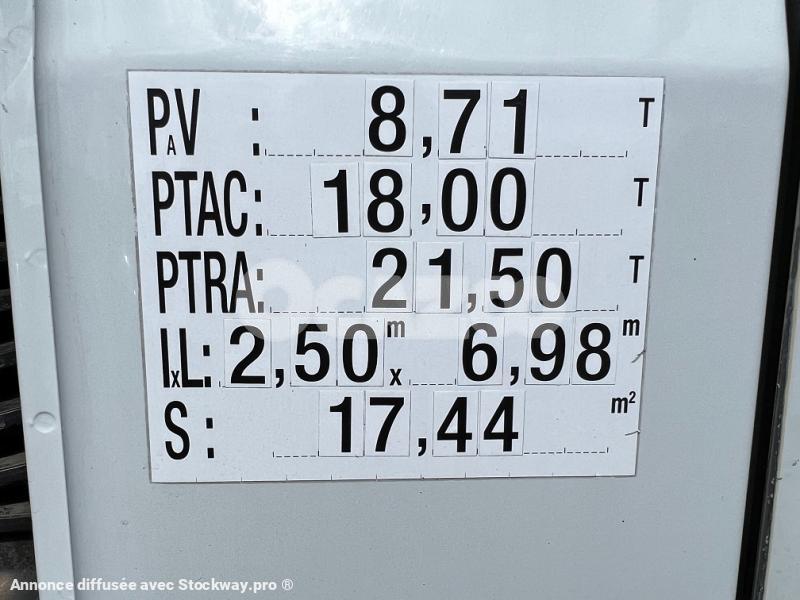 PAV : 8,71 T
PTAC: 18,00 T
PTRA: 21,50 T
lxL: 2,50 m x 6,98 m
S : 17,44 m²
Annonce diffusée avec Stockway.pro ®